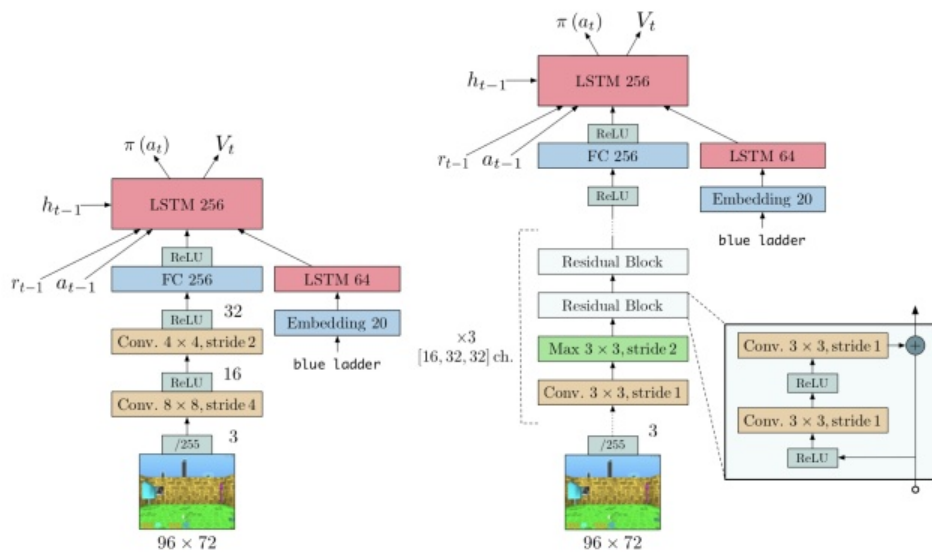 π (a_t) V_t
LSTM 256
h_{t−1}
r_{t−1} a_{t−1}
ReLU
FC 256
LSTM 64
ReLU
32
Embedding 20
Conv. 4 × 4, stride 2
blue ladder
ReLU
16
Conv. 8 × 8, stride 4
/255
3
96 × 72
π (a_t) V_t
LSTM 256
h_{t−1}
r_{t−1} a_{t−1}
ReLU
FC 256
LSTM 64
ReLU
Embedding 20
blue ladder
Residual Block
Residual Block
×3
[16, 32, 32] ch.
Max 3 × 3, stride 2
Conv. 3 × 3, stride 1
/255
3
96 × 72
Conv. 3 × 3, stride 1
+
ReLU
Conv. 3 × 3, stride 1
ReLU